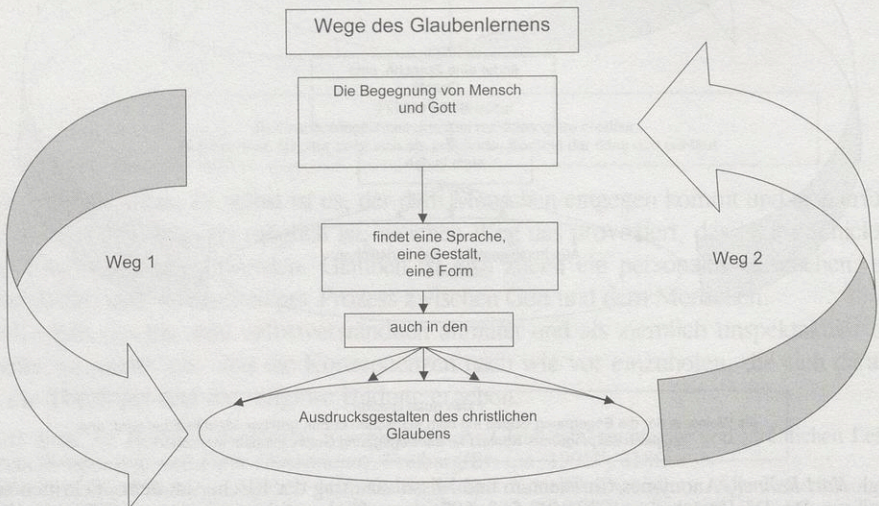 Wege des Glaubenlernens
Die Begegnung von Mensch
und Gott
findet eine Sprache,
eine Gestalt,
eine Form
Weg 1
Weg 2
auch in den
Ausdrucksgestalten des christlichen
Glaubens